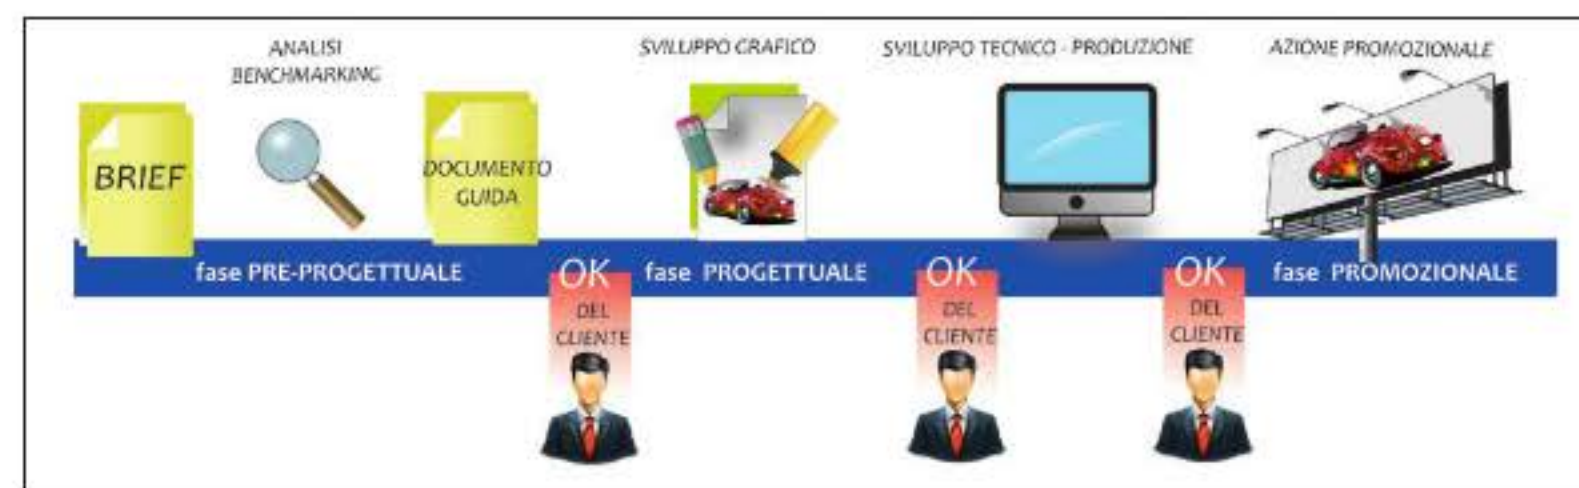 ANALISI
BENCHMARKING
SVILUPPO GRAFICO
SVILUPPO TECNICO - PRODUZIONE
AZIONE PROMOZIONALE
BRIEF
DOCUMENTO
GUIDA
fase PRE-PROGETTUALE
fase PROGETTUALE
fase PROMOZIONALE
OK
DEL
CLIENTE
OK
DEL
CLIENTE
OK
DEL
CLIENTE